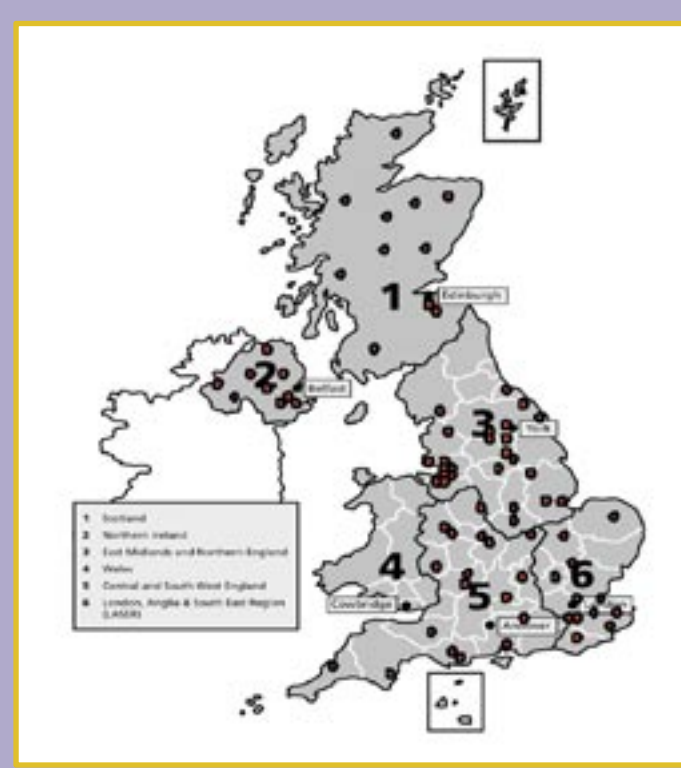 1
Edinburgh
2
Belfast
3
York
4
Cowbridge
5
Andover
6
1 Scotland
2 Northern Ireland
3 East Midlands and Northern England
4 Wales
5 Central and South West England
6 London, Anglia & South East Region
(LASER)